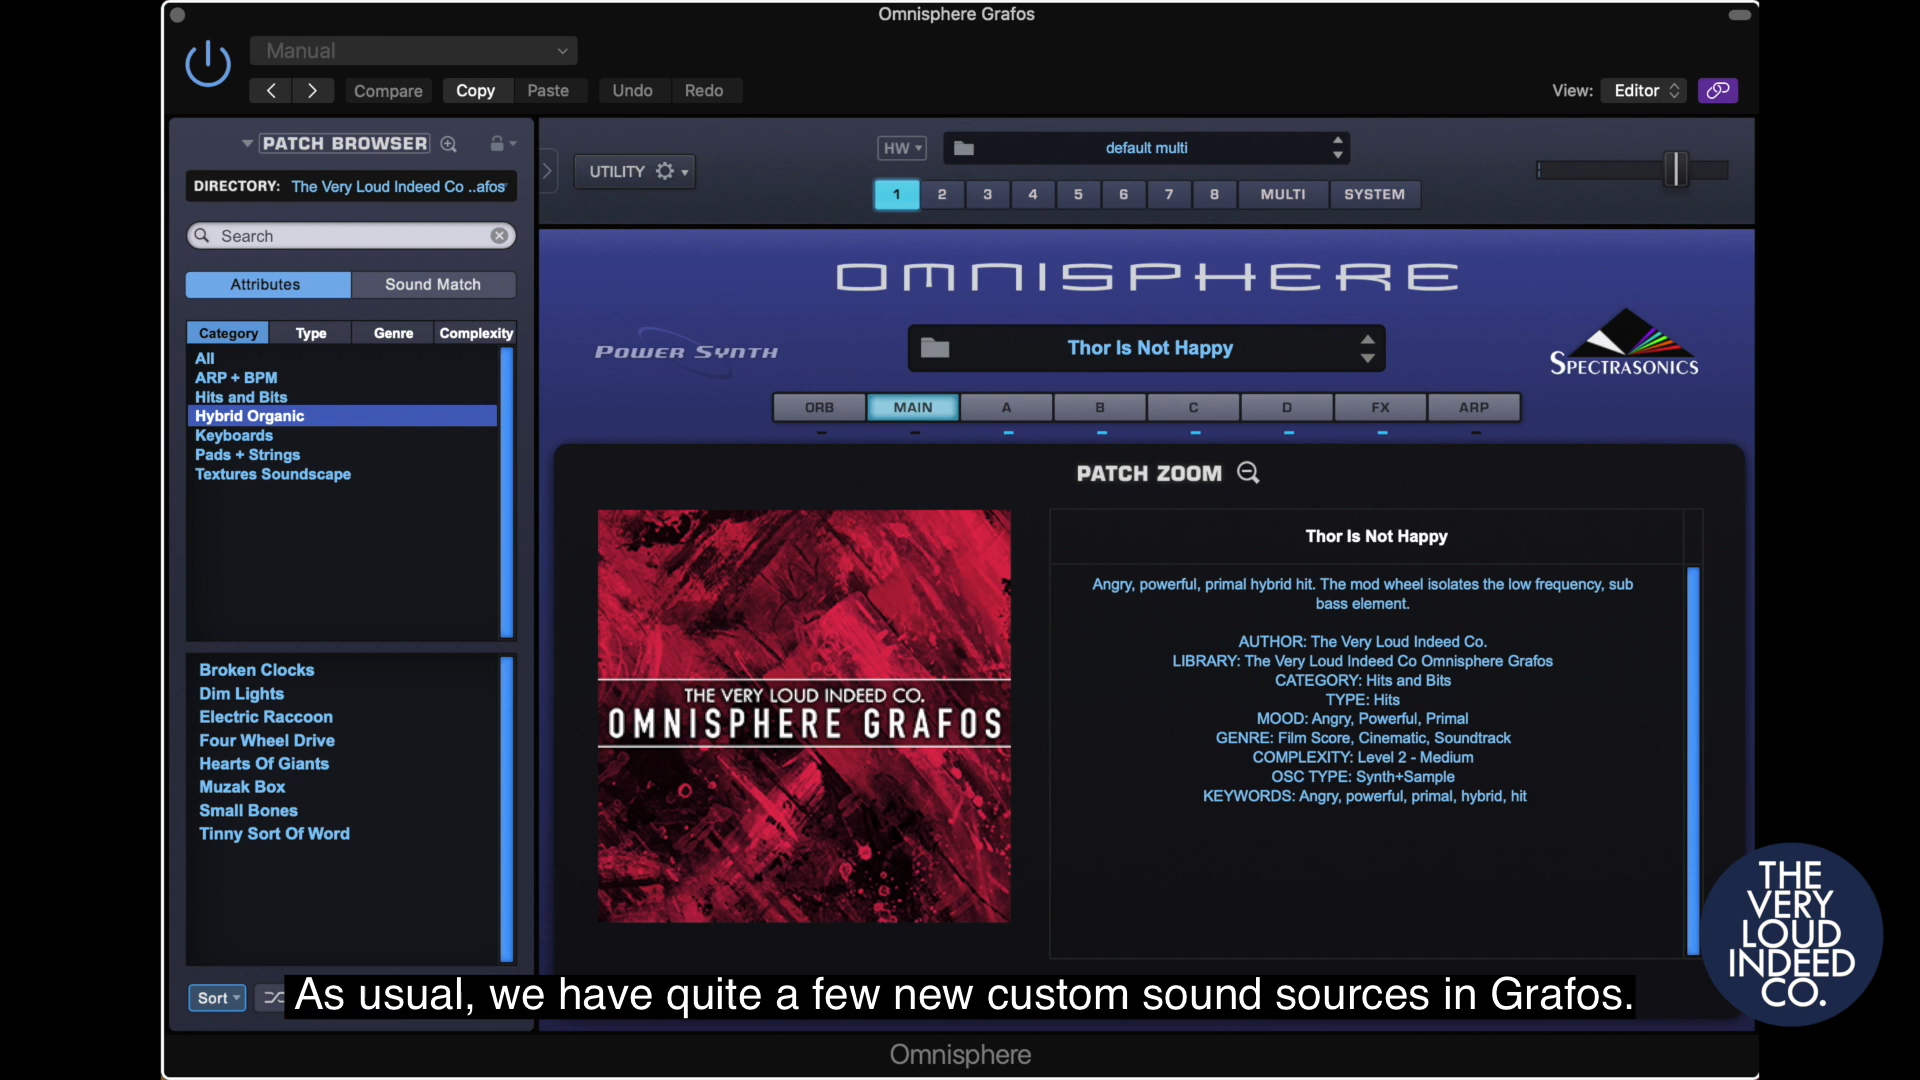 Omnisphere Grafos
Manual
Compare
Copy
Paste
Undo
Redo
View:
Editor
PATCH BROWSER
DIRECTORY: The Very Loud Indeed Co ..afos
Search
Attributes
Sound Match
Category
Type
Genre
Complexity
All
ARP + BPM
Hits and Bits
Hybrid Organic
Keyboards
Pads + Strings
Textures Soundscape
Broken Clocks
Dim Lights
Electric Raccoon
Four Wheel Drive
Hearts Of Giants
Muzak Box
Small Bones
Tinny Sort Of Word
Sort
UTILITY
HW
default multi
1
2
3
4
5
6
7
8
MULTI
SYSTEM
OMNISPHERE
POWER SYNTH
Thor Is Not Happy
SPECTRASONICS
ORB
MAIN
A
B
C
D
FX
ARP
PATCH ZOOM
THE VERY LOUD INDEED CO.
OMNISPHERE GRAFOS
Thor Is Not Happy
Angry, powerful, primal hybrid hit. The mod wheel isolates the low frequency, sub
bass element.
AUTHOR: The Very Loud Indeed Co.
LIBRARY: The Very Loud Indeed Co Omnisphere Grafos
CATEGORY: Hits and Bits
TYPE: Hits
MOOD: Angry, Powerful, Primal
GENRE: Film Score, Cinematic, Soundtrack
COMPLEXITY: Level 2 - Medium
OSC TYPE: Synth+Sample
KEYWORDS: Angry, powerful, primal, hybrid, hit
THE
VERY
LOUD
INDEED
CO.
As usual, we have quite a few new custom sound sources in Grafos.
Omnisphere